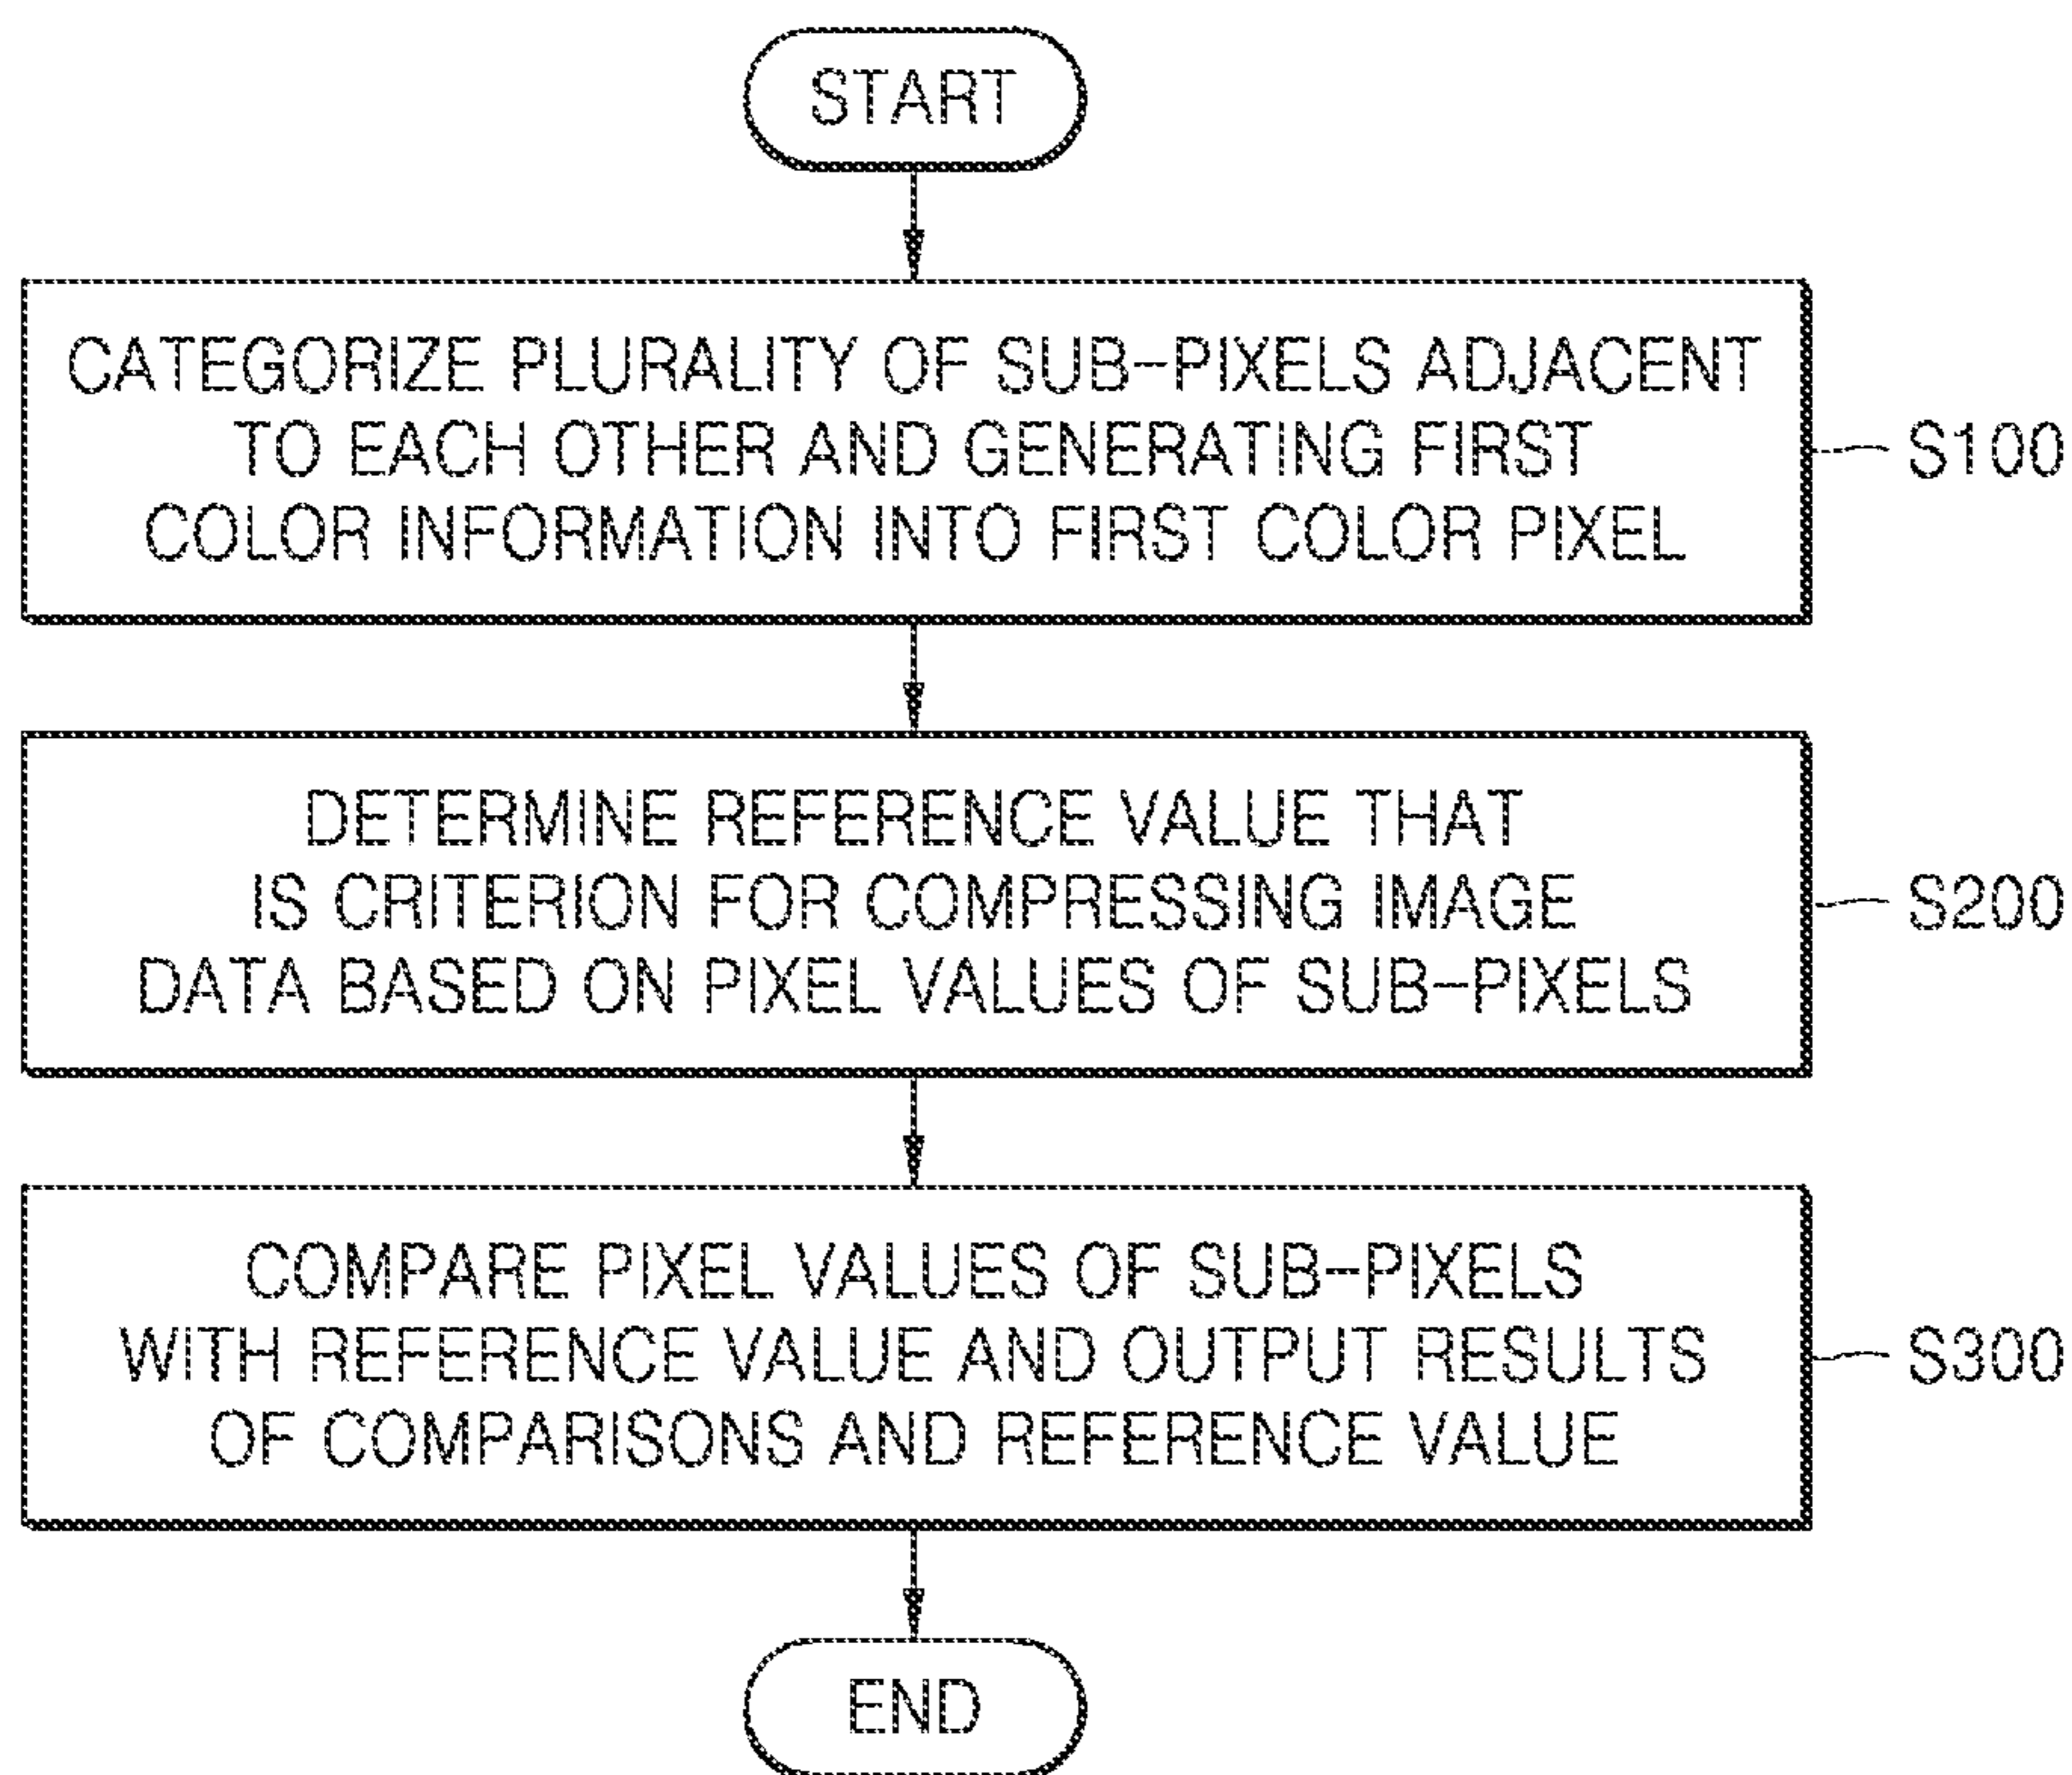 START
CATEGORIZE PLURALITY OF SUB-PIXELS ADJACENT
TO EACH OTHER AND GENERATING FIRST
COLOR INFORMATION INTO FIRST COLOR PIXEL
S100
DETERMINE REFERENCE VALUE THAT
IS CRITERION FOR COMPRESSING IMAGE
DATA BASED ON PIXEL VALUES OF SUB-PIXELS
S200
COMPARE PIXEL VALUES OF SUB-PIXELS
WITH REFERENCE VALUE AND OUTPUT RESULTS
OF COMPARISONS AND REFERENCE VALUE
S300
END